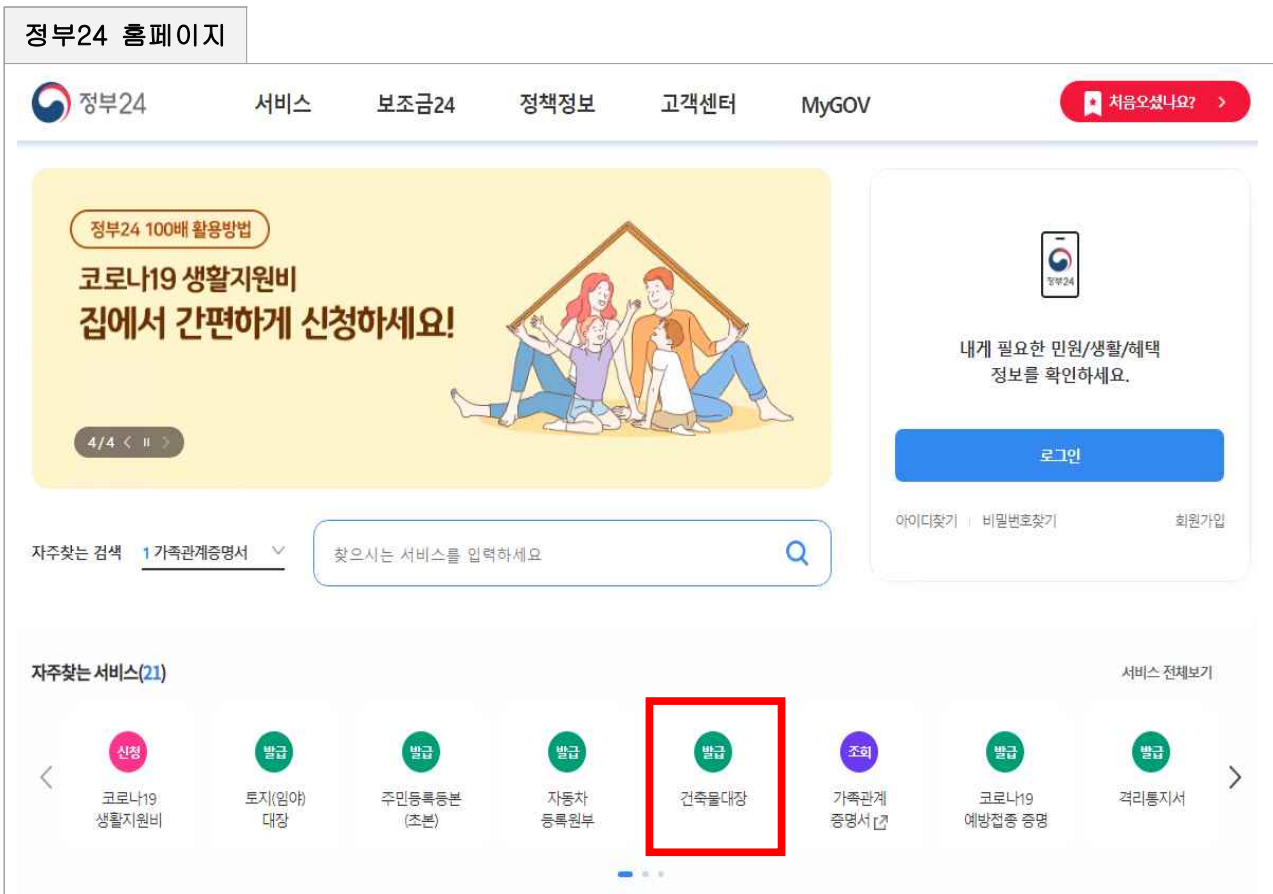 정부24 홈페이지
정부24 서비스 보조금24 정책정보 고객센터 MyGOV 처음오셨나요? >
정부24 100배 활용방법
코로나19 생활지원비
집에서 간편하게 신청하세요!
4/4
정부24
내게 필요한 민원/생활/혜택
정보를 확인하세요.
로그인
아이디찾기 | 비밀번호찾기 회원가입
자주찾는 검색 1 가족관계증명서
찾으시는 서비스를 입력하세요
자주찾는 서비스(21) 서비스 전체보기
신청
코로나19
생활지원비
발급
토지(임야)
대장
발급
주민등록등본
(초본)
발급
자동차
등록원부
발급
건축물대장
조회
가족관계
증명서
발급
코로나19
예방접종 증명
발급
격리통지서